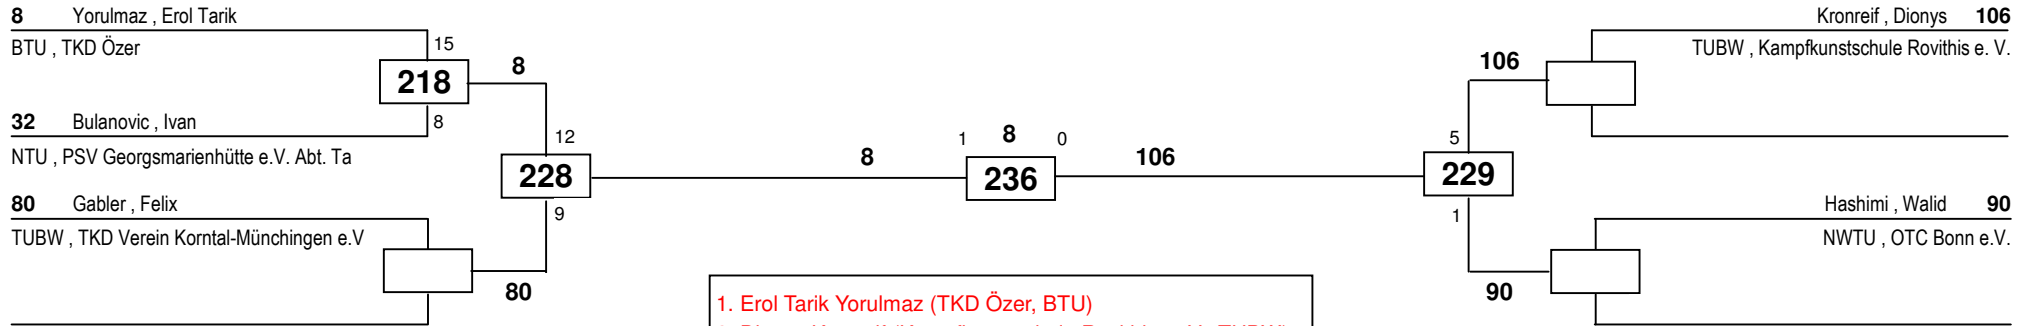 8 Yorulmaz , Erol Tarik
BTU , TKD Özer
15
218
8
8
32 Bulanovic , Ivan
NTU , PSV Georgsmarienhütte e.V. Abt. Ta
12
228
9
80 Gabler , Felix
TUBW , TKD Verein Korntal-Münchingen e.V
80
8
1 8 0
236
106
Kronreif , Dionys 106
TUBW , Kampfkunstschule Rovithis e. V.
106
5
229
1
Hashimi , Walid 90
NWTU , OTC Bonn e.V.
90
1. Erol Tarik Yorulmaz (TKD Özer, BTU)